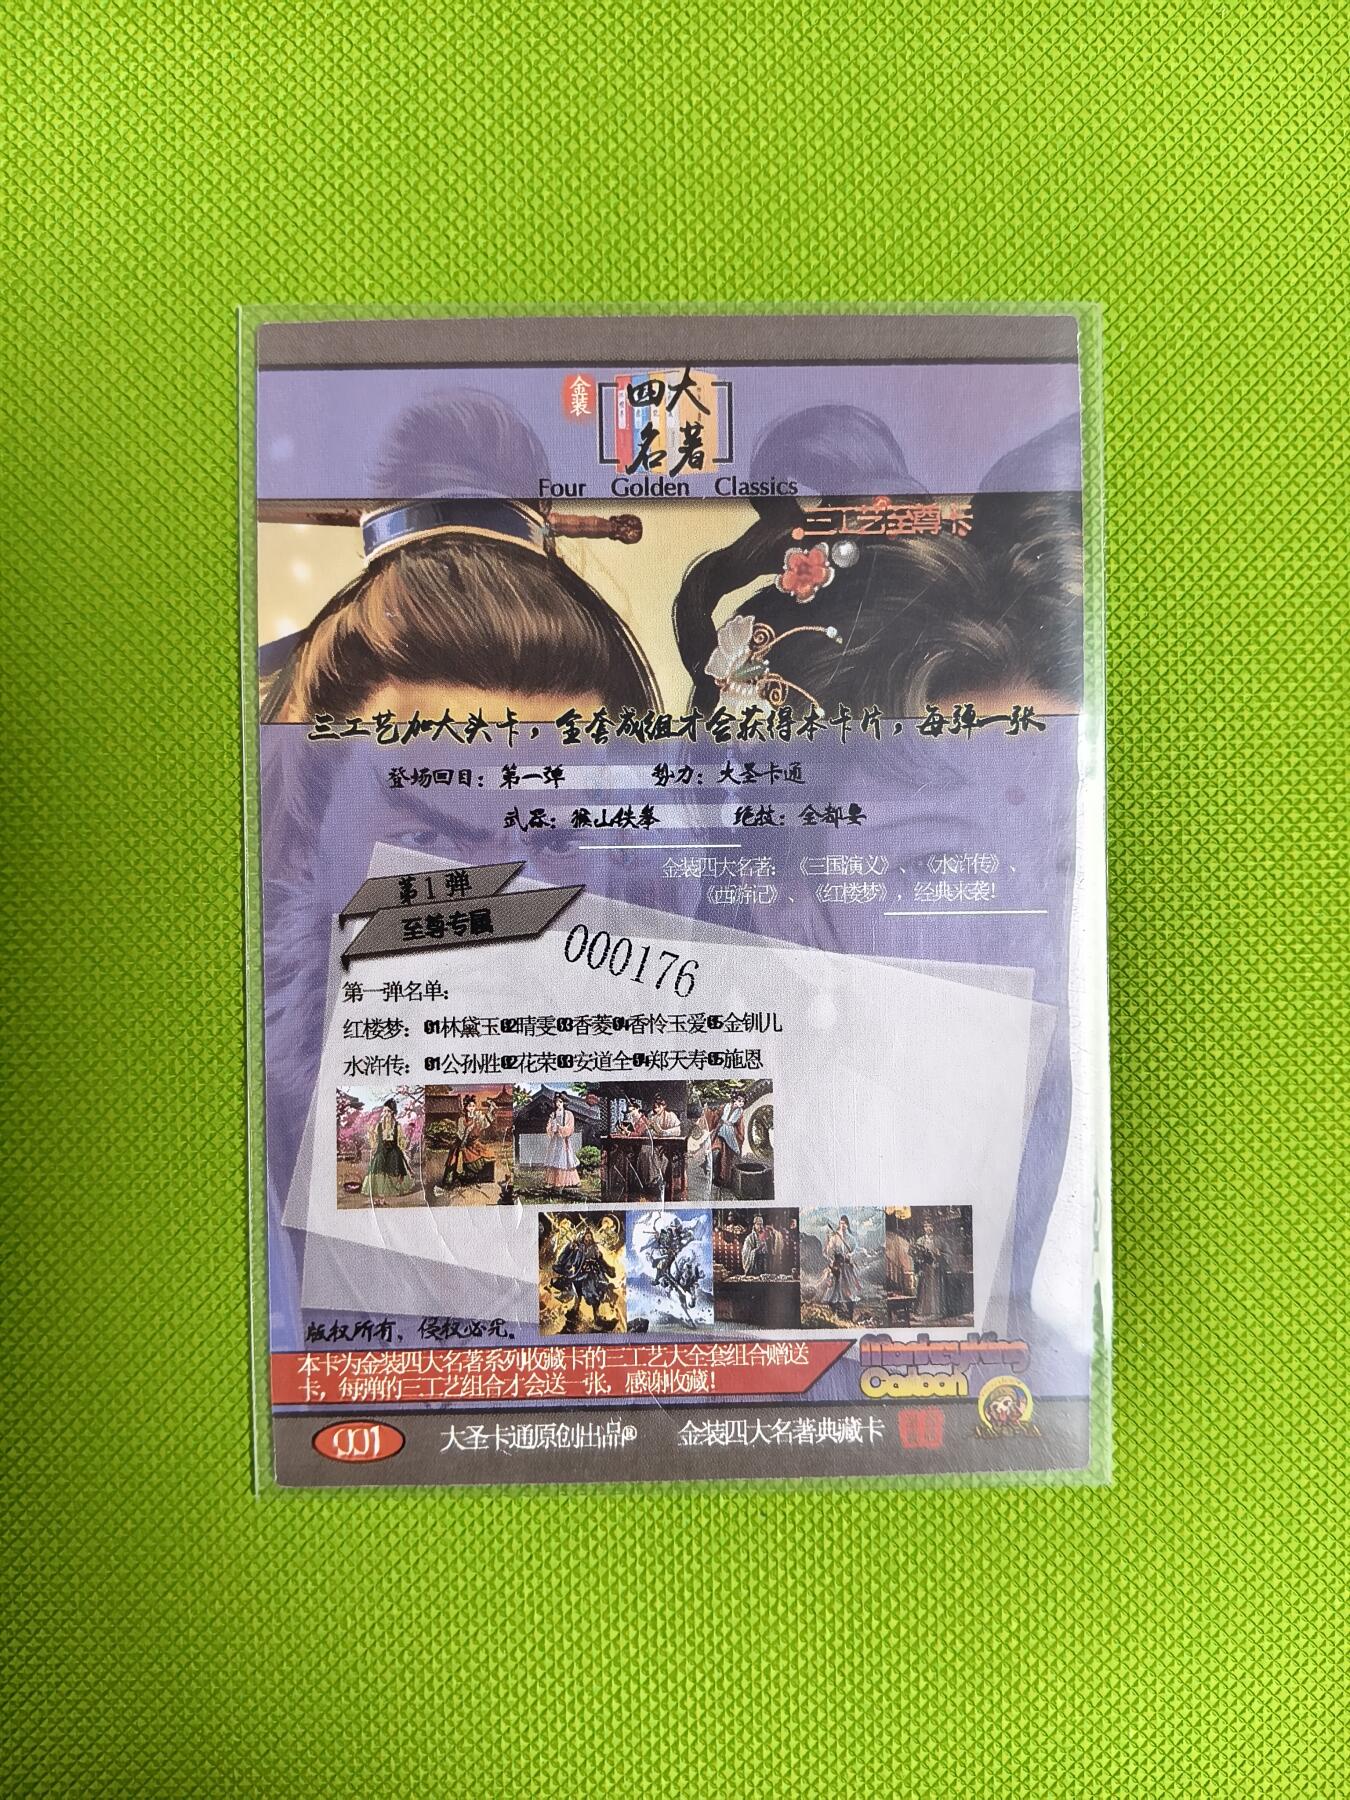 金装
四大
名著
Four Golden Classics
三工艺至尊卡
三工艺加大头卡，全套成组才会获得本卡片，每弹一张
登场回目：第一弹 势力：大圣卡通
武器：猴山铁拳 绝技：全都要
金装四大名著：《三国演义》、《水浒传》、
《西游记》、《红楼梦》，经典来袭！
第1弹
至尊专属
000176
第一弹名单：
红楼梦：01林黛玉02晴雯03香菱04香怜玉爱05金钏儿
水浒传：01公孙胜02花荣03安道全04郑天寿05施恩
版权所有，侵权必究。
本卡为金装四大名著系列收藏卡的三工艺大全套组合赠送
卡，每弹的三工艺组合才会送一张，感谢收藏！
Monkey King
Cartoon
001
大圣卡通原创出品® 金装四大名著典藏卡